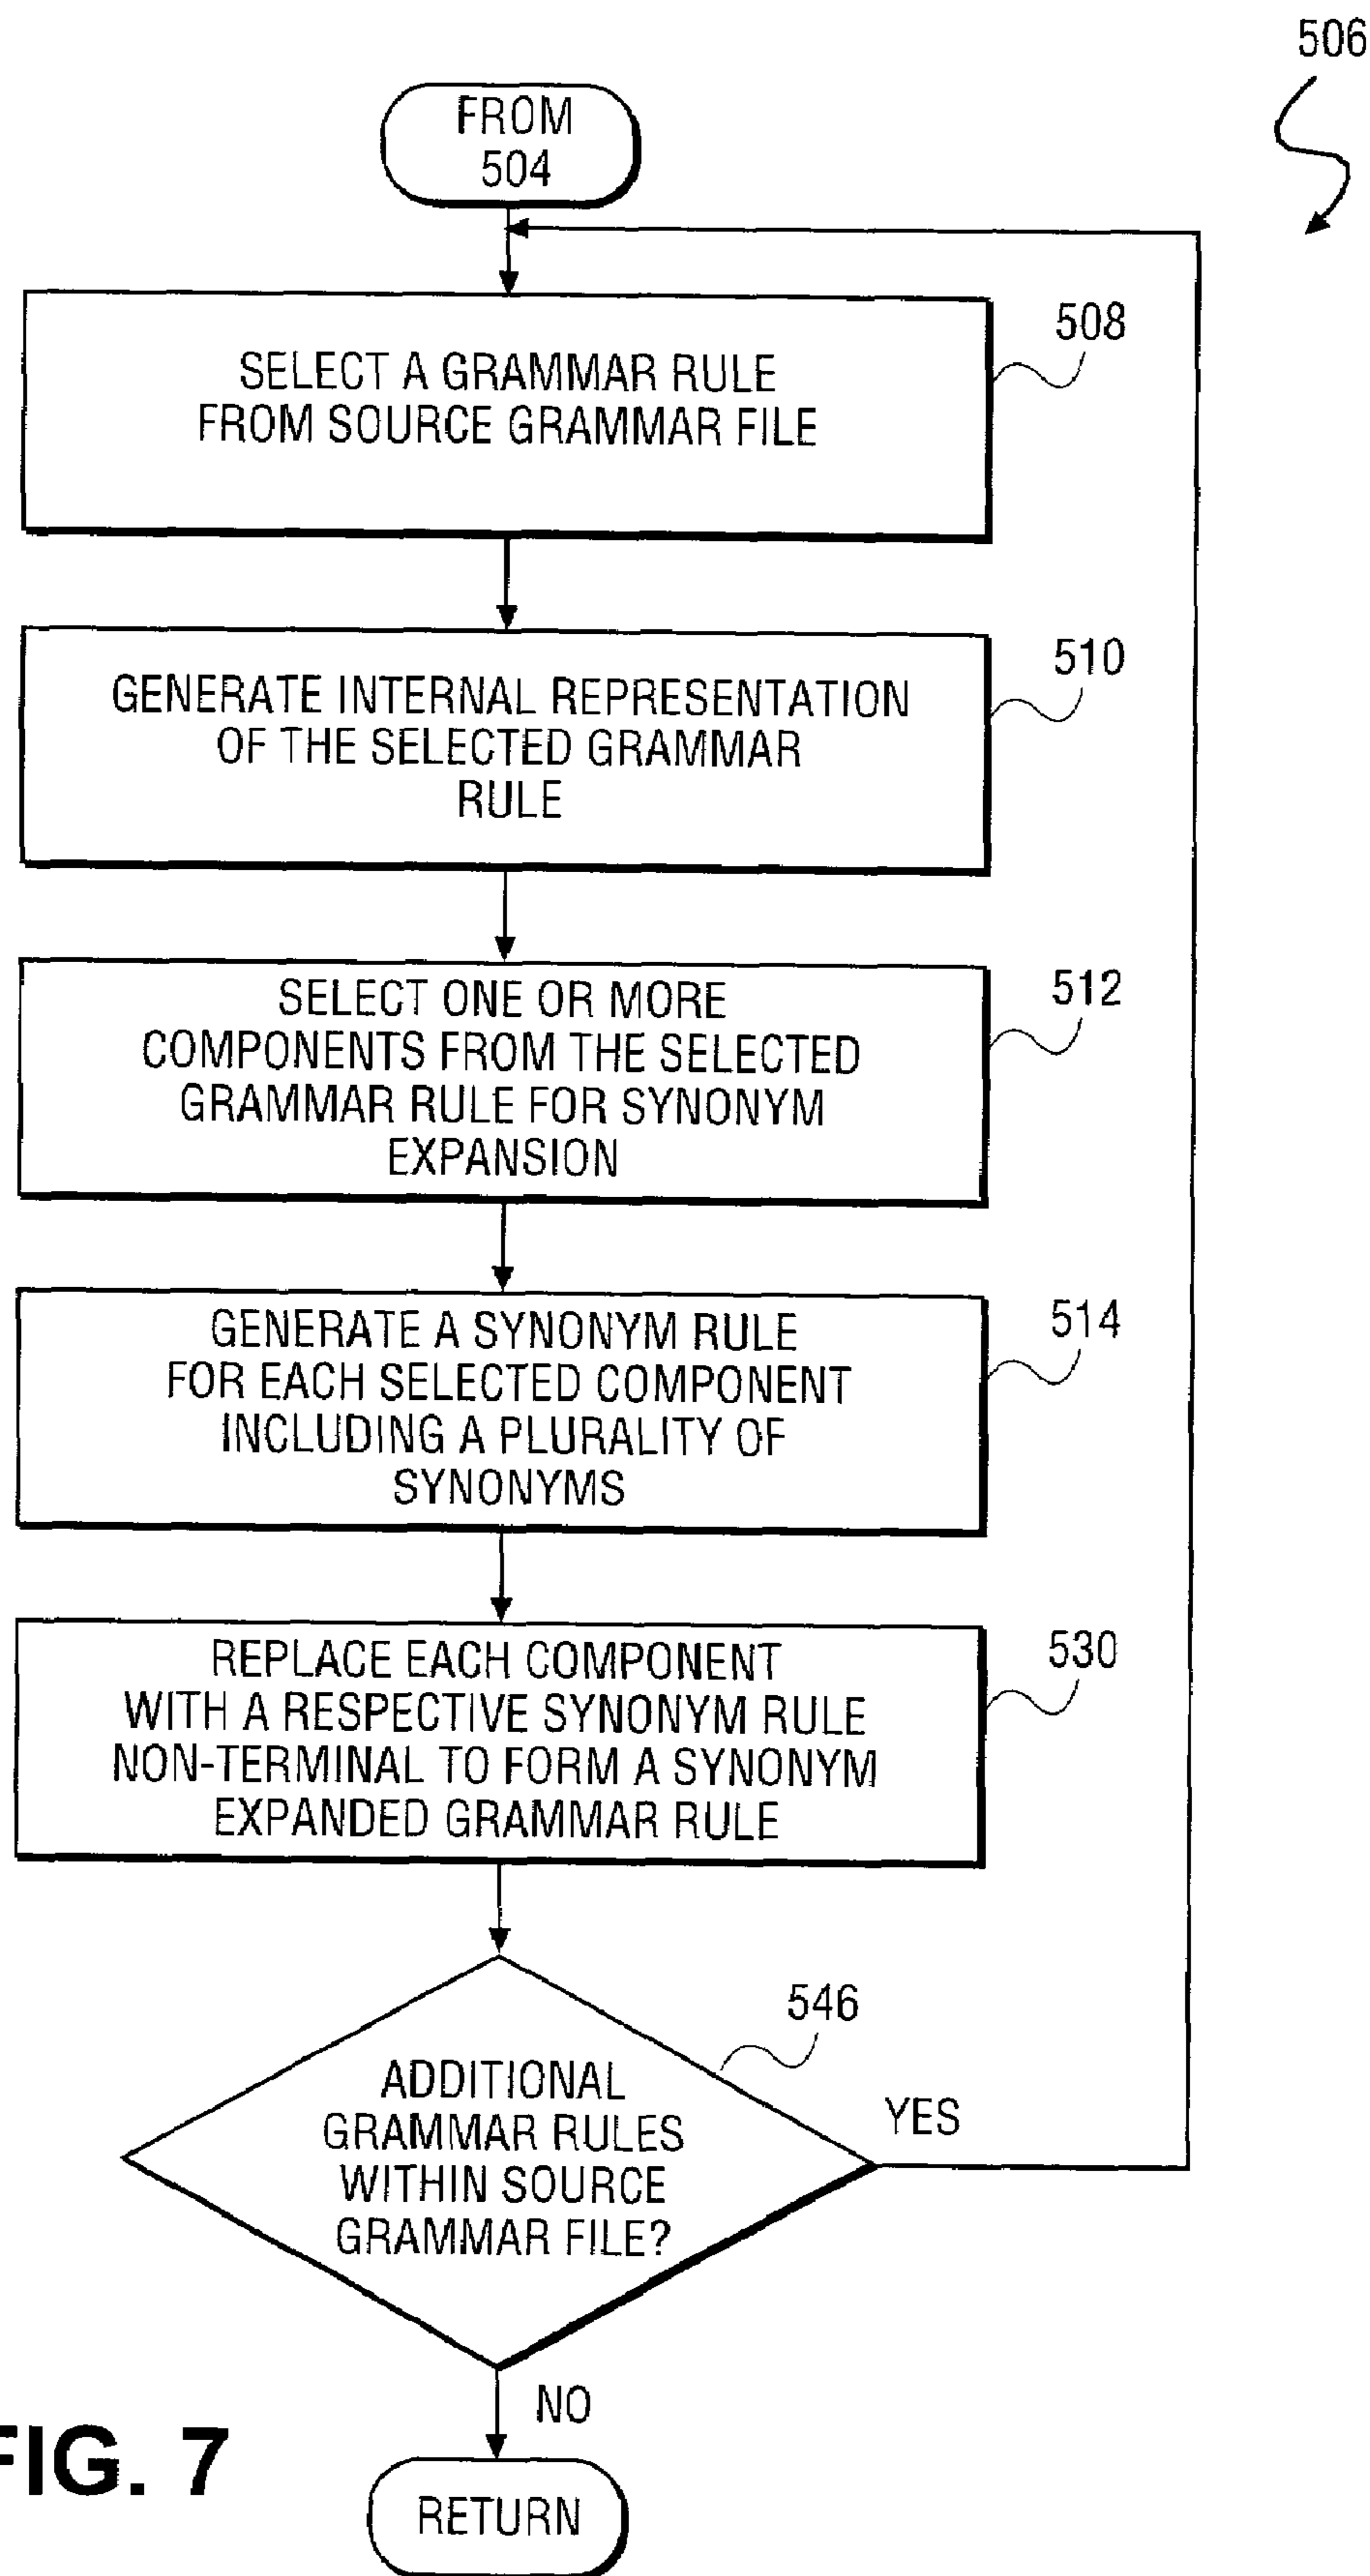 506
FROM
504
SELECT A GRAMMAR RULE
FROM SOURCE GRAMMAR FILE
508
GENERATE INTERNAL REPRESENTATION
OF THE SELECTED GRAMMAR
RULE
510
SELECT ONE OR MORE
COMPONENTS FROM THE SELECTED
GRAMMAR RULE FOR SYNONYM
EXPANSION
512
GENERATE A SYNONYM RULE
FOR EACH SELECTED COMPONENT
INCLUDING A PLURALITY OF
SYNONYMS
514
REPLACE EACH COMPONENT
WITH A RESPECTIVE SYNONYM RULE
NON-TERMINAL TO FORM A SYNONYM
EXPANDED GRAMMAR RULE
530
546
ADDITIONAL
GRAMMAR RULES
WITHIN SOURCE
GRAMMAR FILE?
YES
NO
FIG. 7
RETURN